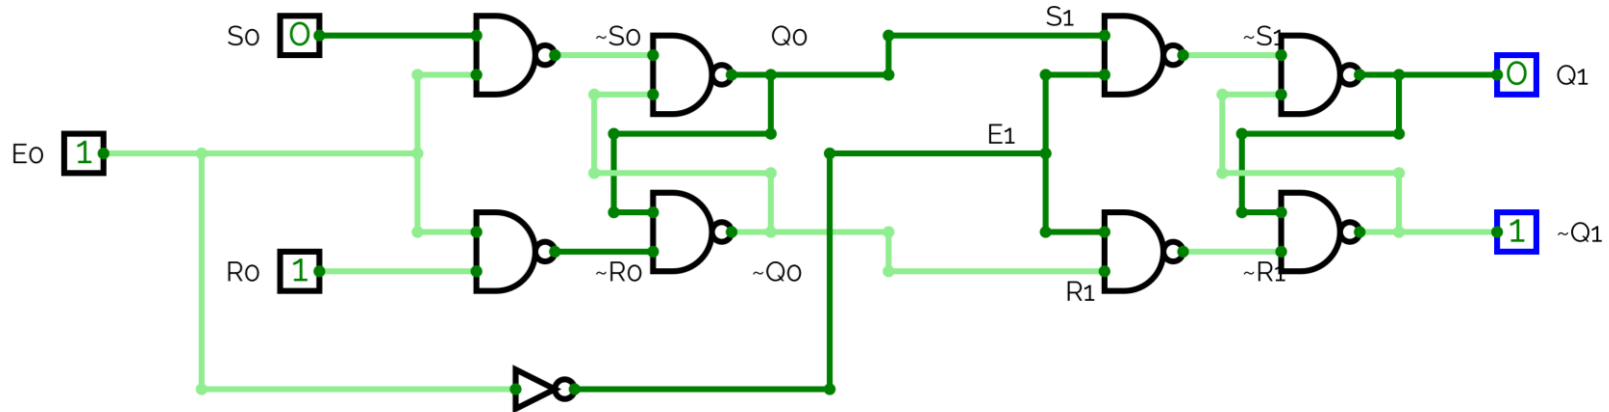 S0 0 ~S0 Q0 S1 ~S1 0 Q1
E0 1 E1
R0 1 ~R0 ~Q0 R1 ~R1 1 ~Q1